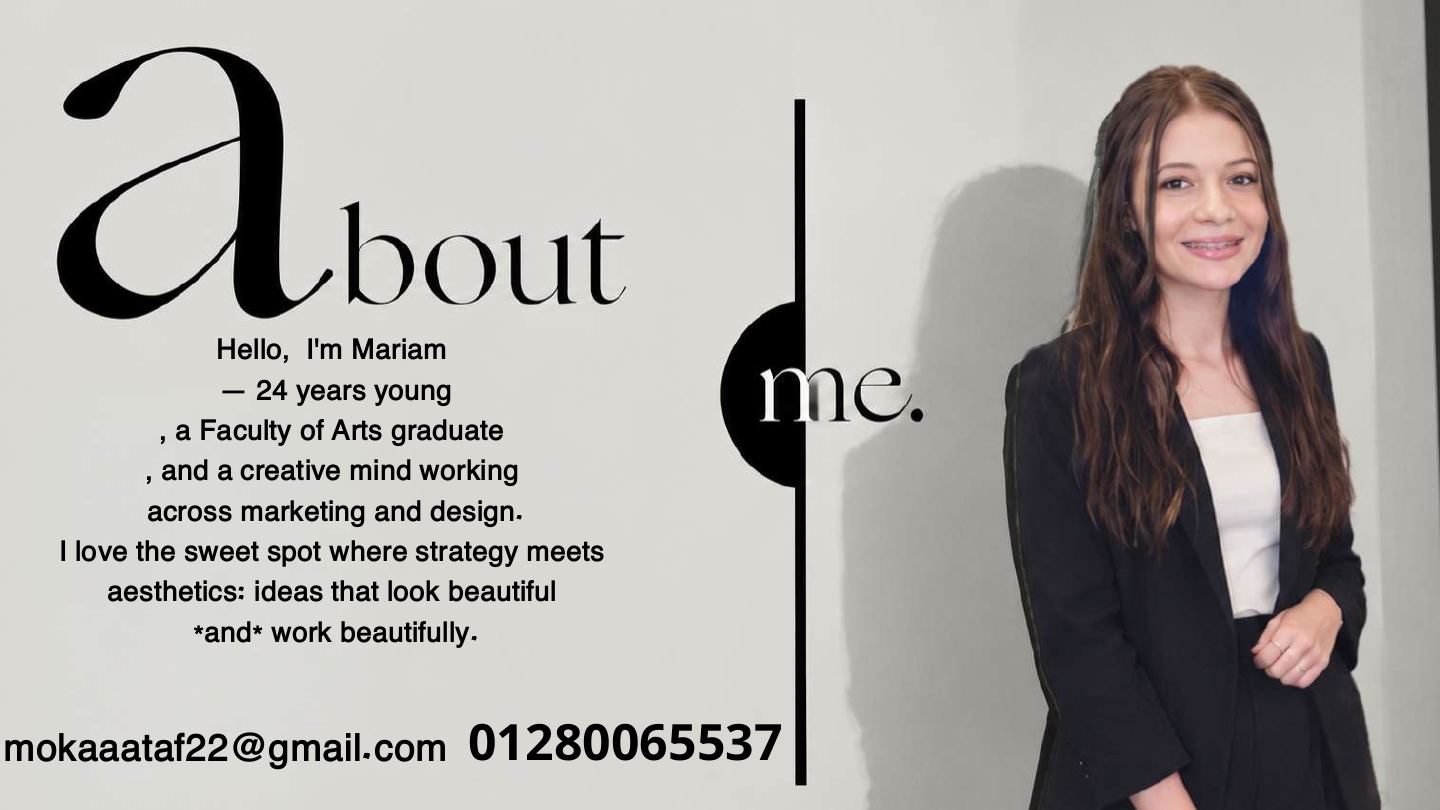 about
me.
Hello,  I'm Mariam
— 24 years young
, a Faculty of Arts graduate
, and a creative mind working
across marketing and design.
I love the sweet spot where strategy meets
aesthetics: ideas that look beautiful
*and* work beautifully.
mokaaataf22@gmail.com 01280065537